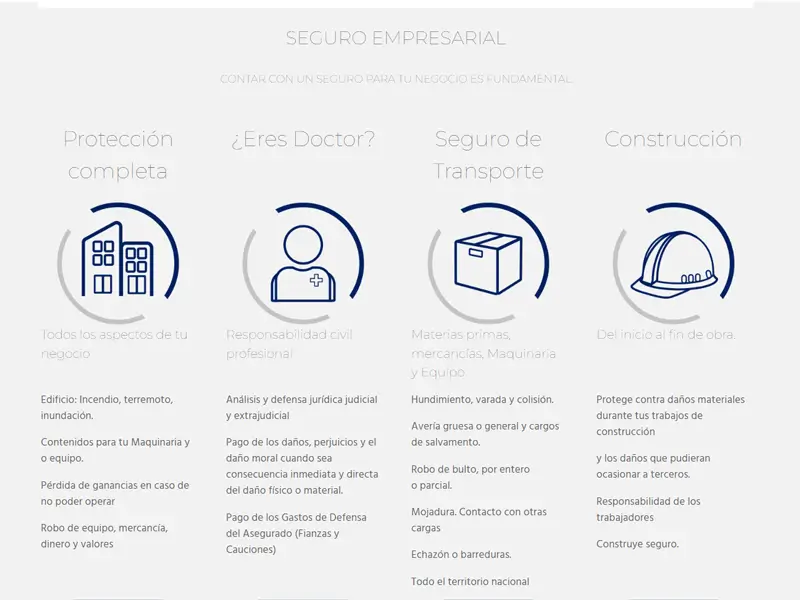 SEGURO EMPRESARIAL
CONTAR CON UN SEGURO PARA TU NEGOCIO ES FUNDAMENTAL.
Protección
completa
Todos los aspectos de tu
negocio
Edificio: Incendio, terremoto,
inundación.
Contenidos para tu Maquinaria y
o equipo.
Pérdida de ganancias en caso de
no poder operar
Robo de equipo, mercancía,
dinero y valores
¿Eres Doctor?
Responsabilidad civil
profesional
Análisis y defensa jurídica judicial
y extrajudicial
Pago de los daños, perjuicios y el
daño moral cuando sea
consecuencia inmediata y directa
del daño físico o material.
Pago de los Gastos de Defensa
del Asegurado (Fianzas y
Cauciones)
Seguro de
Transporte
Materias primas,
mercancías, Maquinaria
y Equipo
Hundimiento, varada y colisión.
Avería gruesa o general y cargos
de salvamento.
Robo de bulto, por entero
o parcial.
Mojadura. Contacto con otras
cargas
Echazón o barreduras.
Todo el territorio nacional
Construcción
Del inicio al fin de obra.
Protege contra daños materiales
durante tus trabajos de
construcción
y los daños que pudieran
ocasionar a terceros.
Responsabilidad de los
trabajadores
Construye seguro.